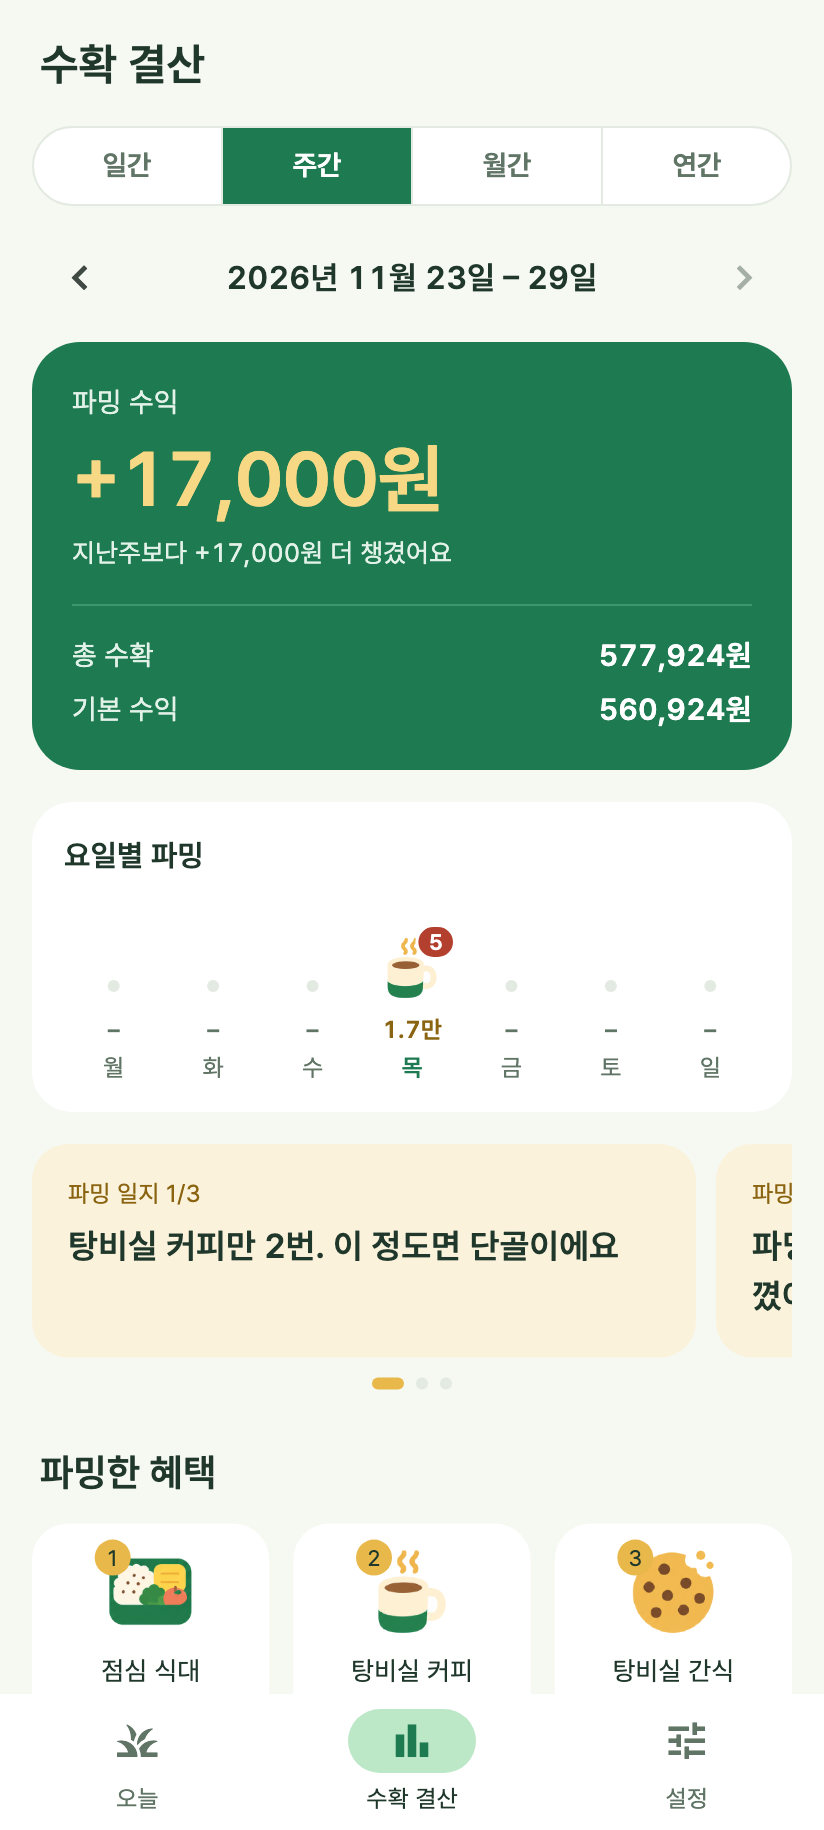 수확 결산
일간 주간 월간 연간
2026년 11월 23일 – 29일
파밍 수익
+17,000원
지난주보다 +17,000원 더 챙겼어요
총 수확 577,924원
기본 수익 560,924원
요일별 파밍
5
– – – 1.7만 – – –
월 화 수 목 금 토 일
파밍 일지 1/3
탕비실 커피만 2번. 이 정도면 단골이에요
파밍
파밍한 혜택
1 2 3
점심 식대 탕비실 커피 탕비실 간식
오늘 수확 결산 설정